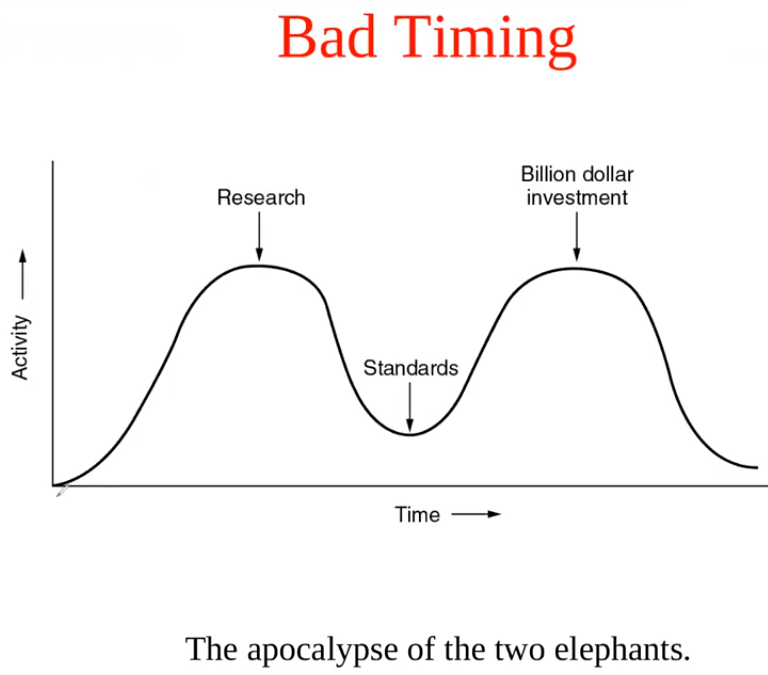 Bad Timing
Billion dollar
investment
Research
Standards
Activity
Time
The apocalypse of the two elephants.